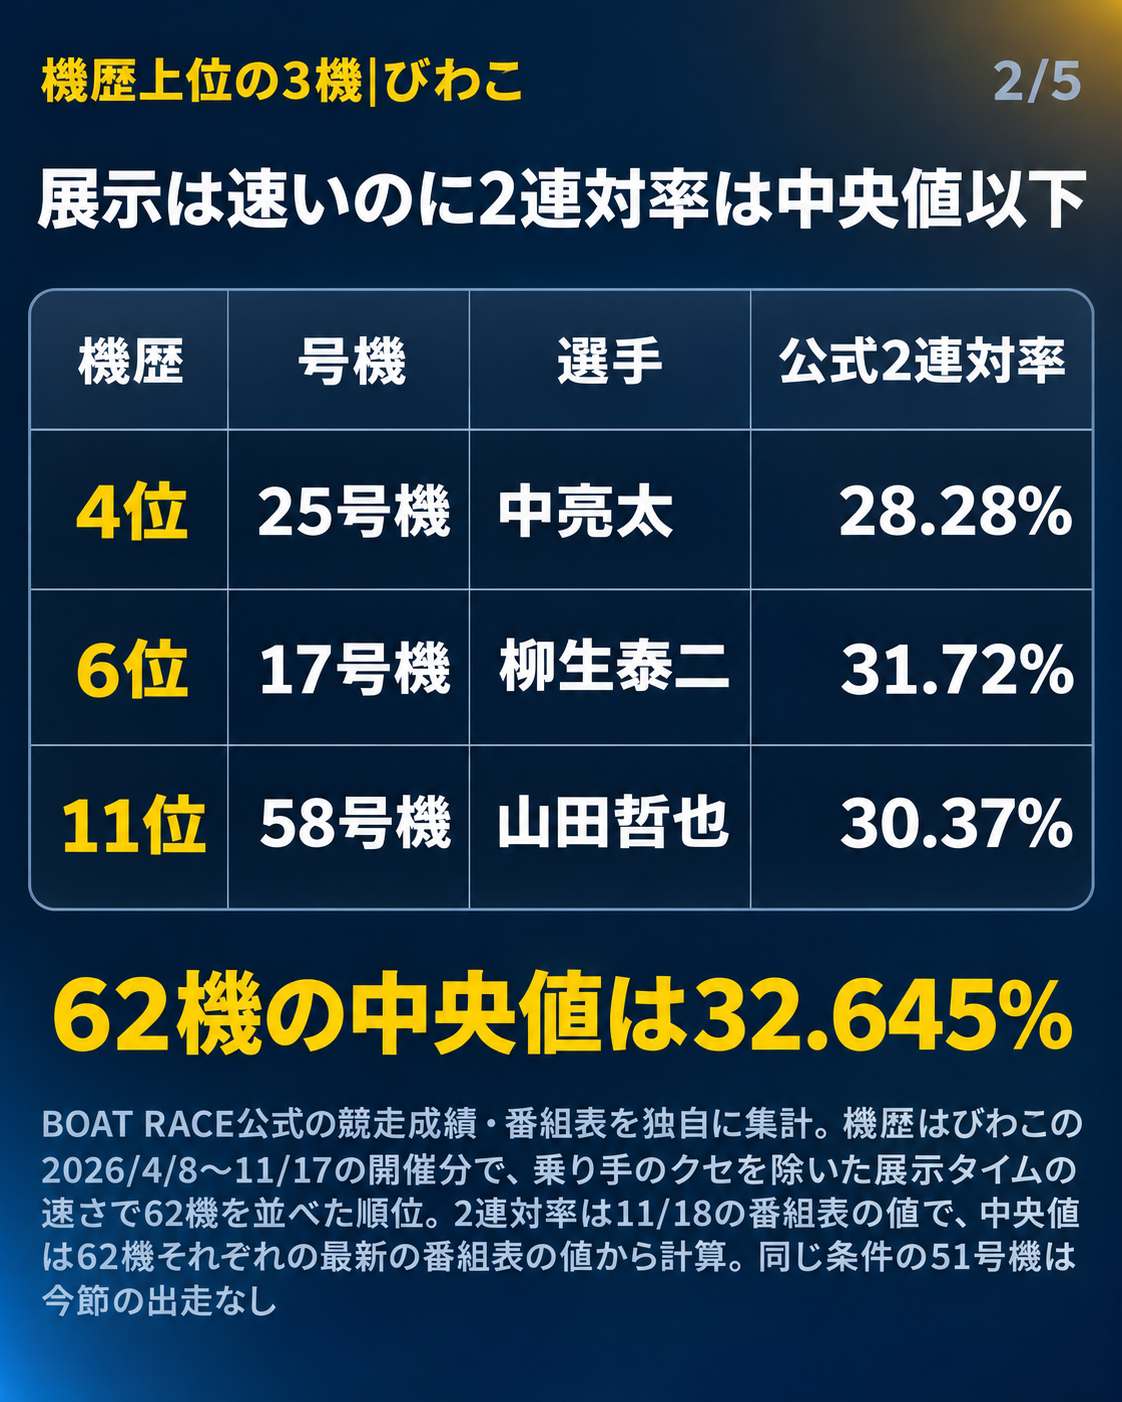 機歴上位の3機|びわこ
2/5
展示は速いのに2連対率は中央値以下
機歴 号機 選手 公式2連対率
4位 25号機 中亮太 28.28%
6位 17号機 柳生泰二 31.72%
11位 58号機 山田哲也 30.37%
62機の中央値は32.645%
BOAT RACE公式の競走成績・番組表を独自に集計。機歴はびわこの
2026/4/8〜11/17の開催分で、乗り手のクセを除いた展示タイムの
速さで62機を並べた順位。2連対率は11/18の番組表の値で、中央値
は62機それぞれの最新の番組表の値から計算。同じ条件の51号機は
今節の出走なし